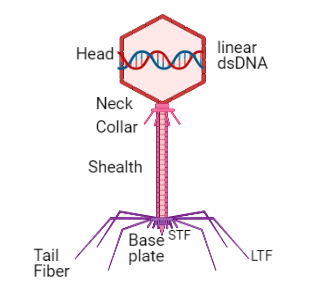 Head
linear
dsDNA
Neck
Collar
Shealth
Base
plate
STF
Tail
Fiber
LTF